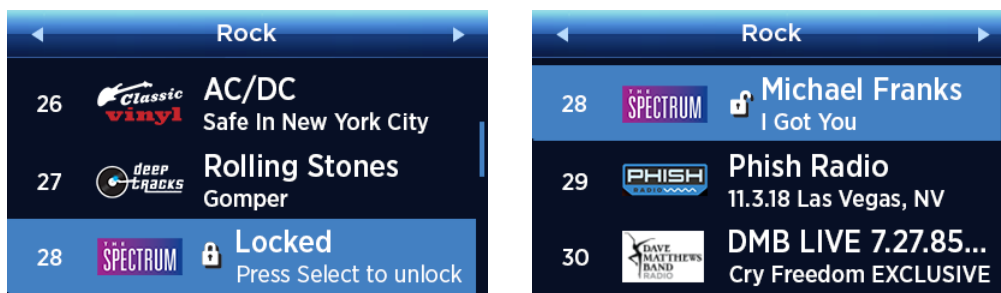 Rock
26
Classic
vinyl
AC/DC
Safe In New York City
27
deep
tracks
Rolling Stones
Gomper
28
THE
SPECTRUM
Locked
Press Select to unlock
Rock
28
THE
SPECTRUM
Michael Franks
I Got You
29
PHISH
RADIO
Phish Radio
11.3.18 Las Vegas, NV
30
DAVE
MATTHEWS
BAND
RADIO
DMB LIVE 7.27.85...
Cry Freedom EXCLUSIVE